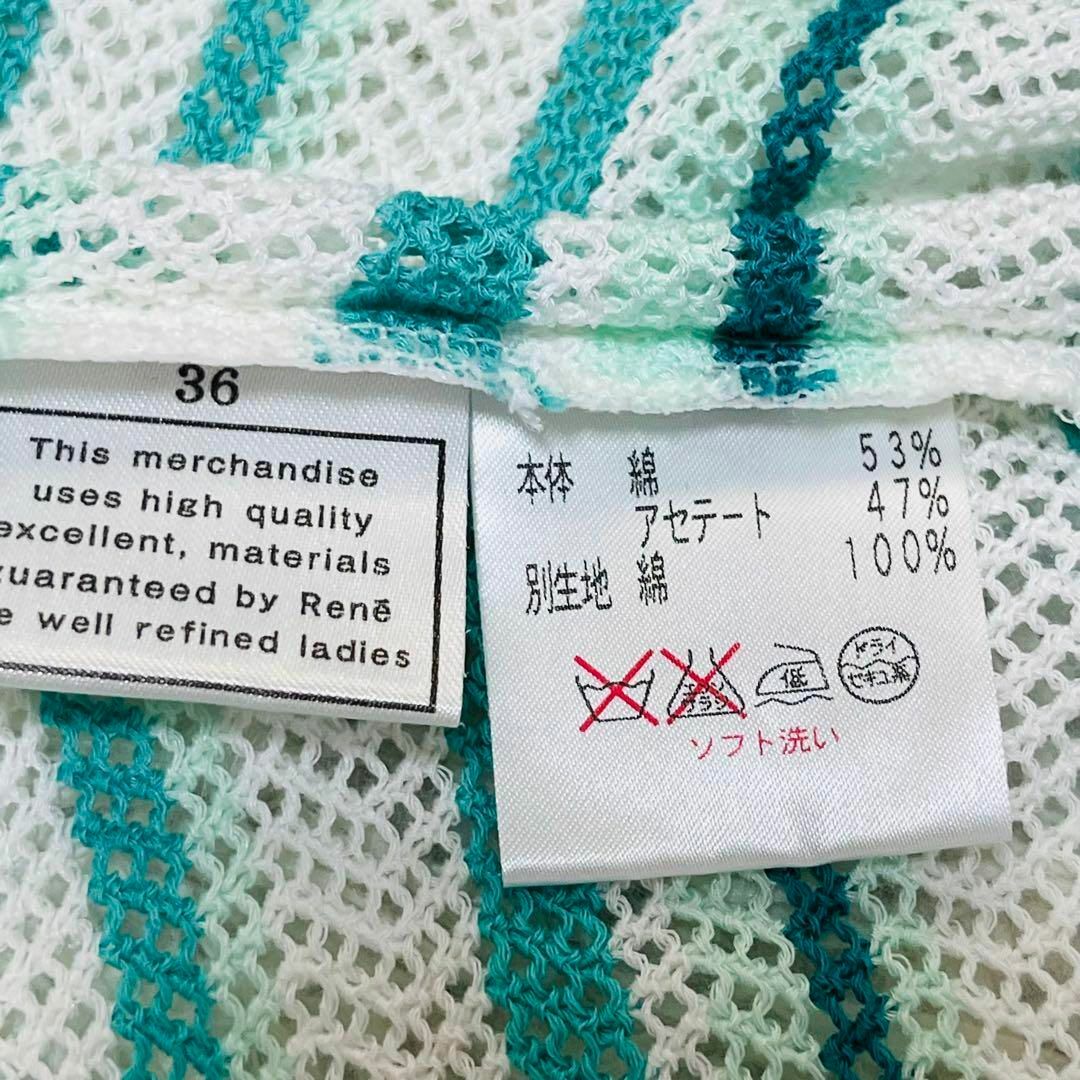 36
This merchandise
uses high quality
excellent, materials
guaranteed by René
well refined ladies
本体 綿 53%
アセテート 47%
別生地 綿 100%
低
ドライ
セキユ系
ソフト洗い